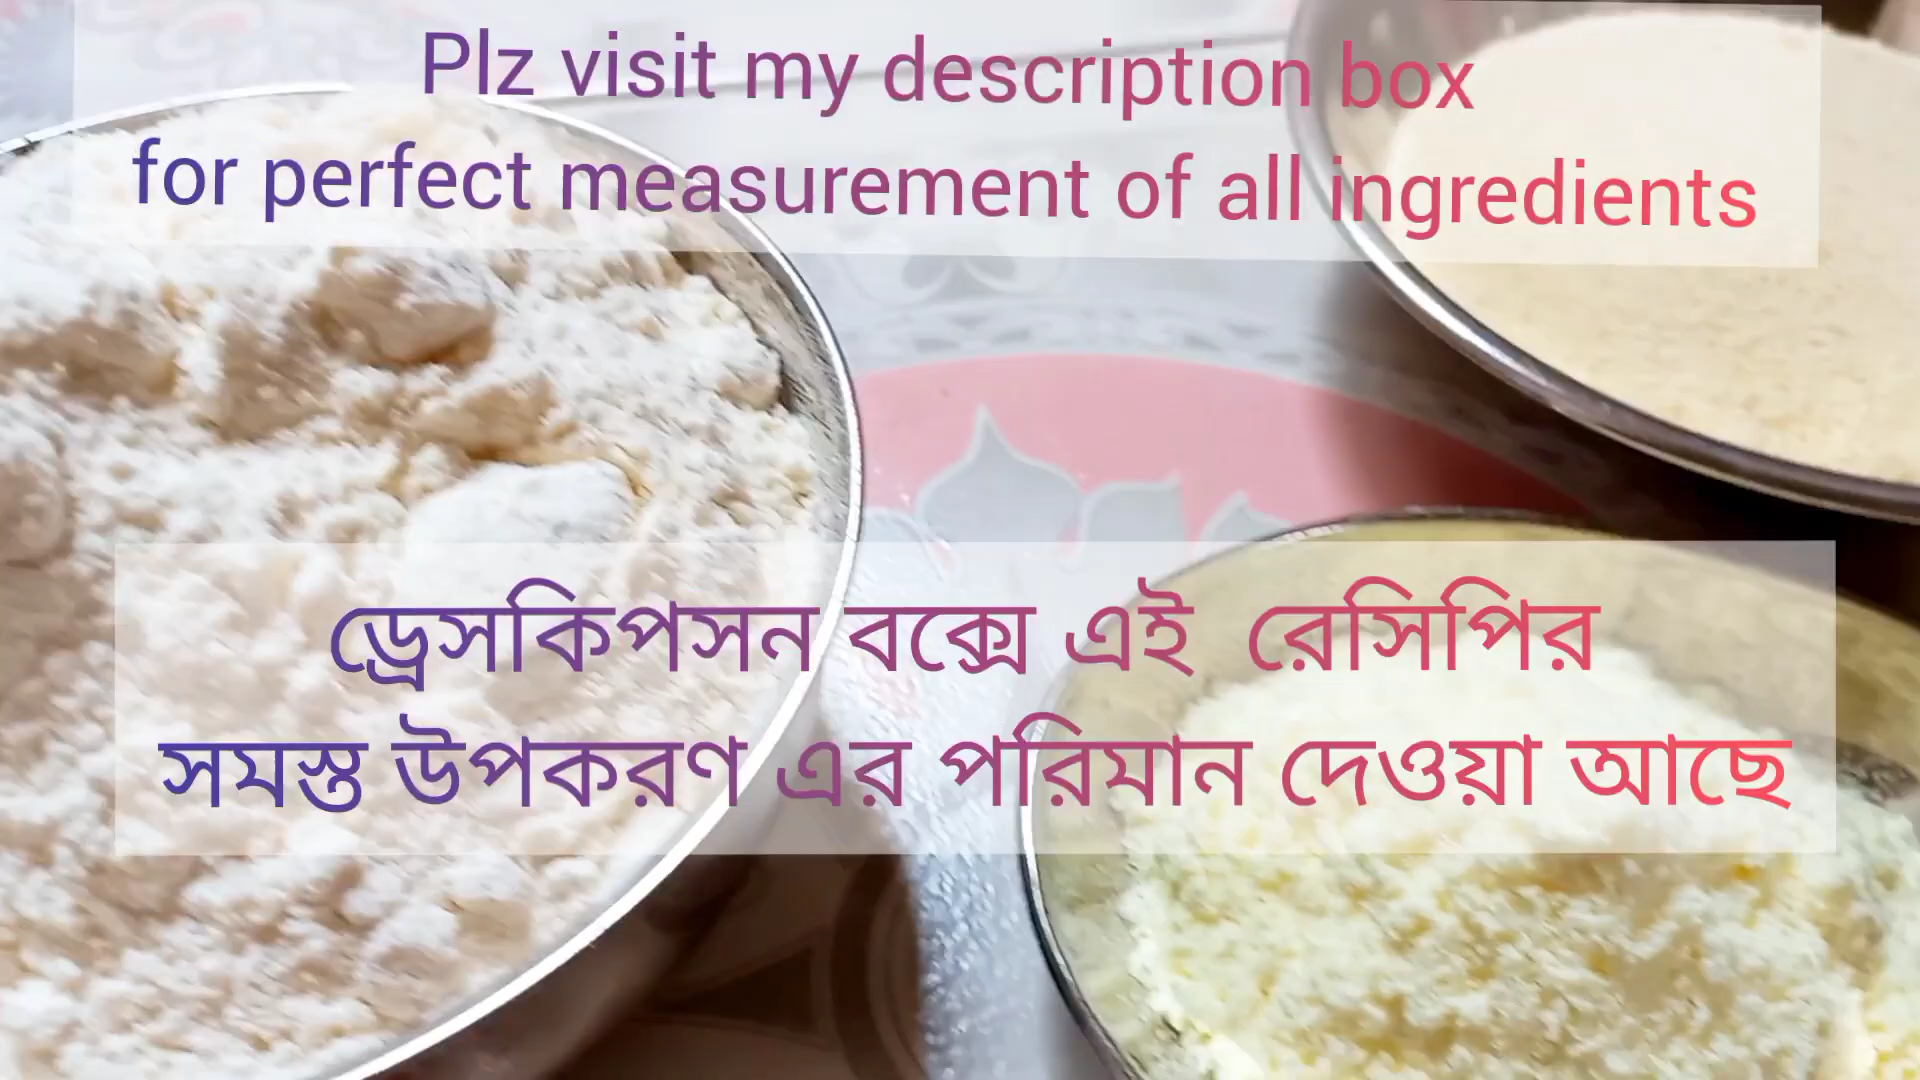 Plz visit my description box
for perfect measurement of all ingredients
ড্রেসকিপসন বক্সে এই রেসিপির
সমস্ত উপকরণ এর পরিমান দেওয়া আছে